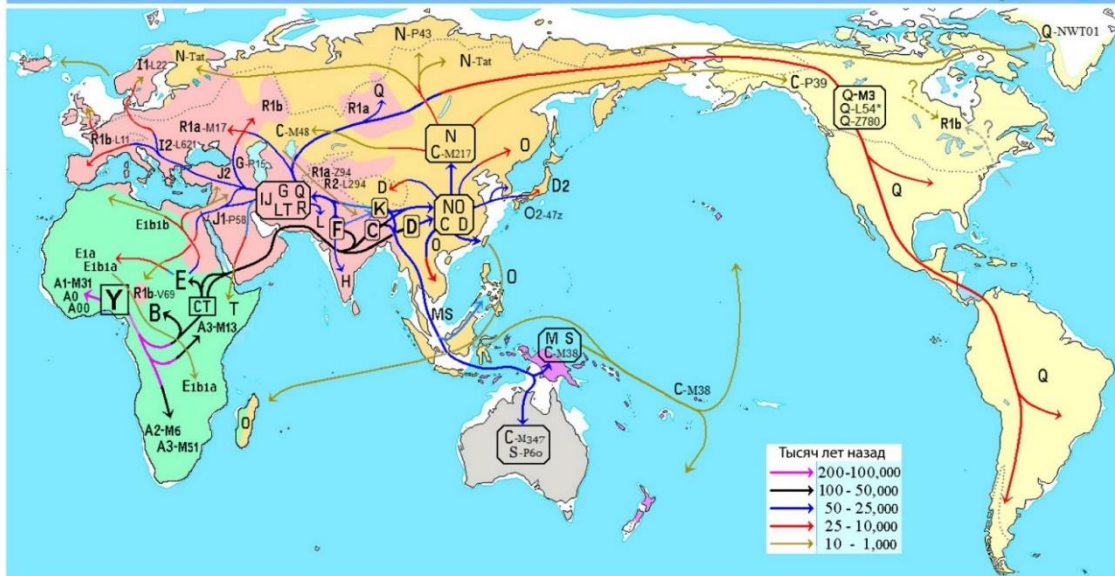 N-P43
Q-NWT01
I1-L22
N-Tat
N-Tat
C-P39
Q
R1b
R1a
Q-M3
Q-L54*
Q-Z780
?
R1b
?
R1b-L11
R1a-M17
C-M48
N
C-M217
O
I2-L621
G-P15
R1a-Z94
R2-L294
J2
D
D2
Q
G Q
IJ
LT R
K
NO
C D
O2-47z
J1-P58
L
F
C
D
E1b1b
O
H
E1a
E1b1a
E
O
A1-M31
A0
A00
Y
R1b-V69
CT
B
T
MS
A3-M13
M S
C-M38
E1b1a
C-M38
Q
O
A2-M6
A3-M51
C-M347
S-P60
Тысяч лет назад
200-100,000
100 - 50,000
50 - 25,000
25 - 10,000
10 - 1,000